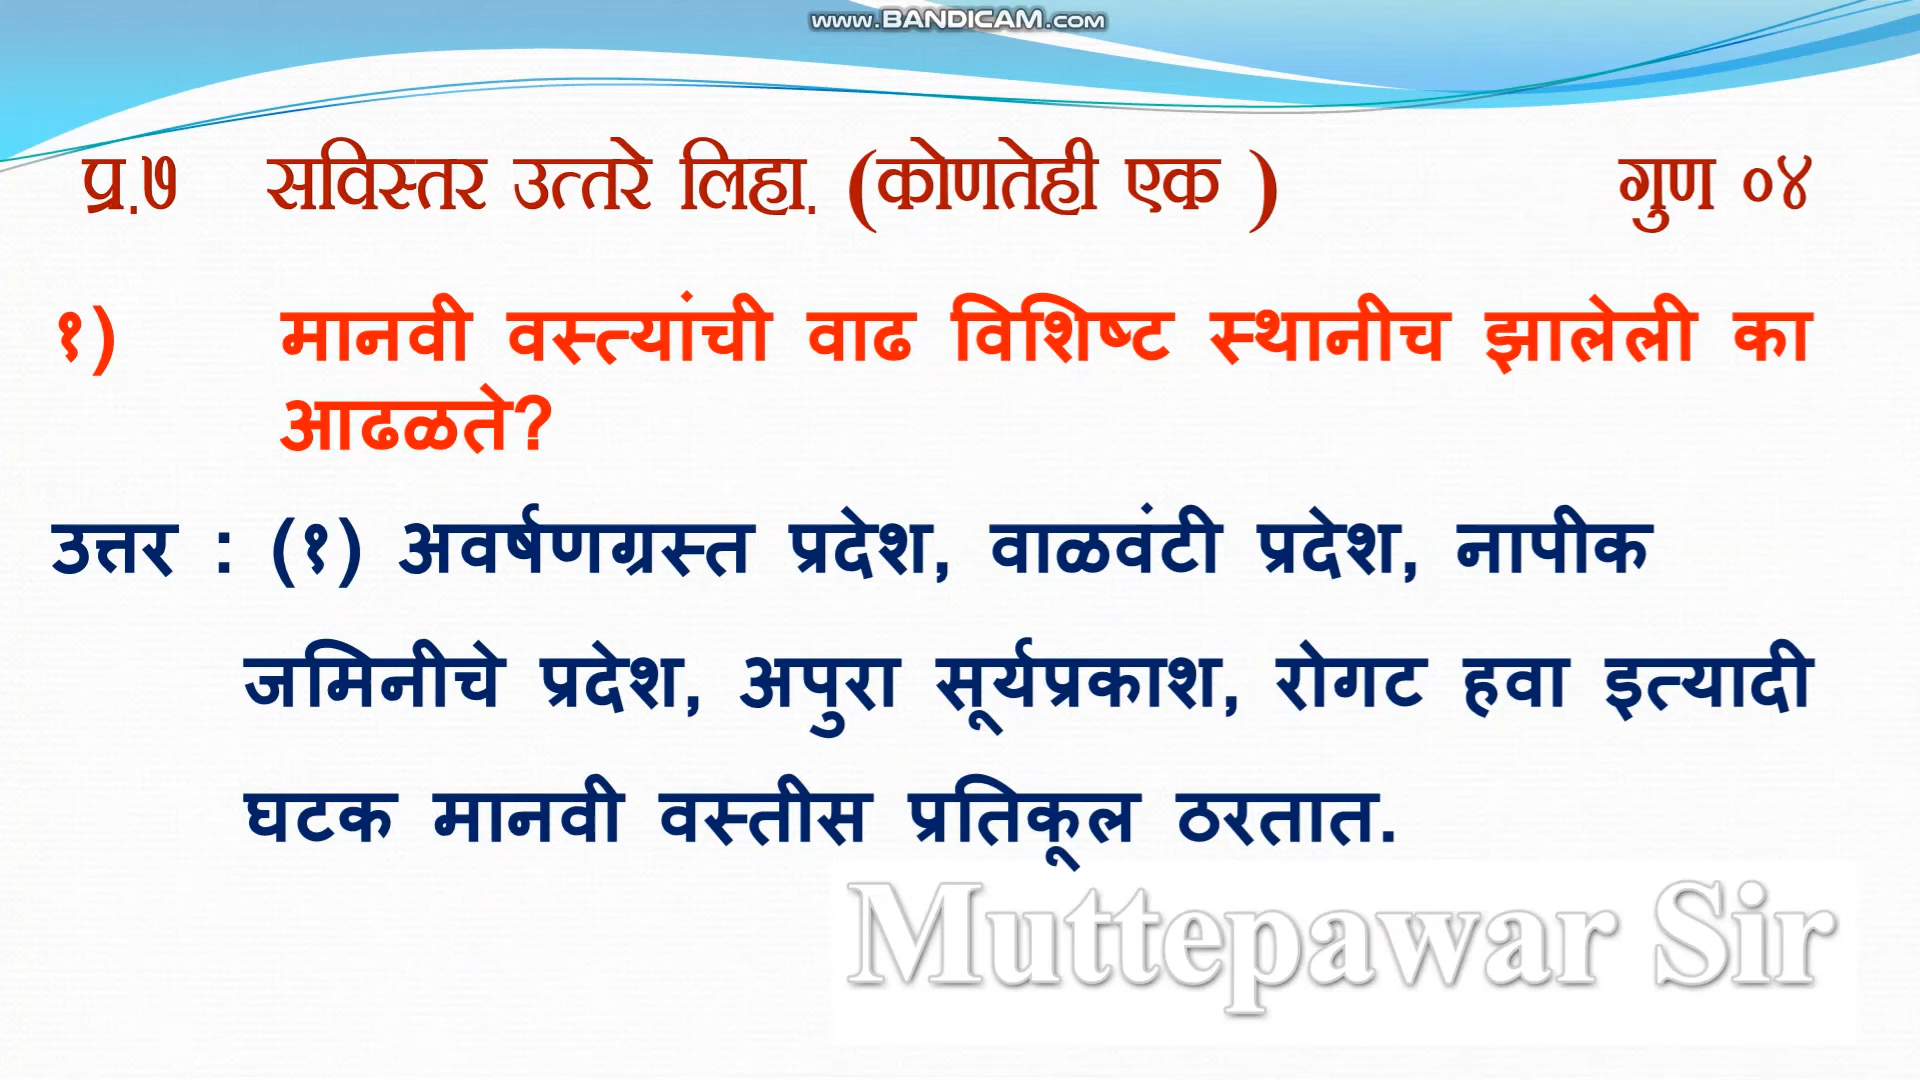 www.BANDICAM.com
प्र.७ सविस्तर उत्तरे लिहा. (कोणतेही एक ) गुण ०४
१) मानवी वस्त्यांची वाढ विशिष्ट स्थानीच झालेली का
आढळते?
उत्तर : (१) अवर्षणग्रस्त प्रदेश, वाळवंटी प्रदेश, नापीक
जमिनीचे प्रदेश, अपुरा सूर्यप्रकाश, रोगट हवा इत्यादी
घटक मानवी वस्तीस प्रतिकूल ठरतात.
Muttepawar Sir